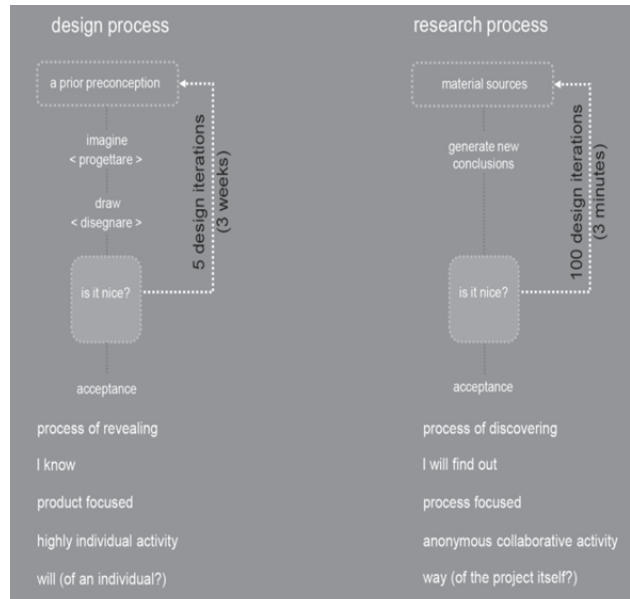 design process
a prior preconception
imagine
< progettare >
draw
< disegnare >
is it nice?
acceptance
5 design iterations
(3 weeks)
process of revealing
I know
product focused
highly individual activity
will (of an individual?)
research process
material sources
generate new
conclusions
is it nice?
acceptance
100 design iterations
(3 minutes)
process of discovering
I will find out
process focused
anonymous collaborative activity
way (of the project itself?)